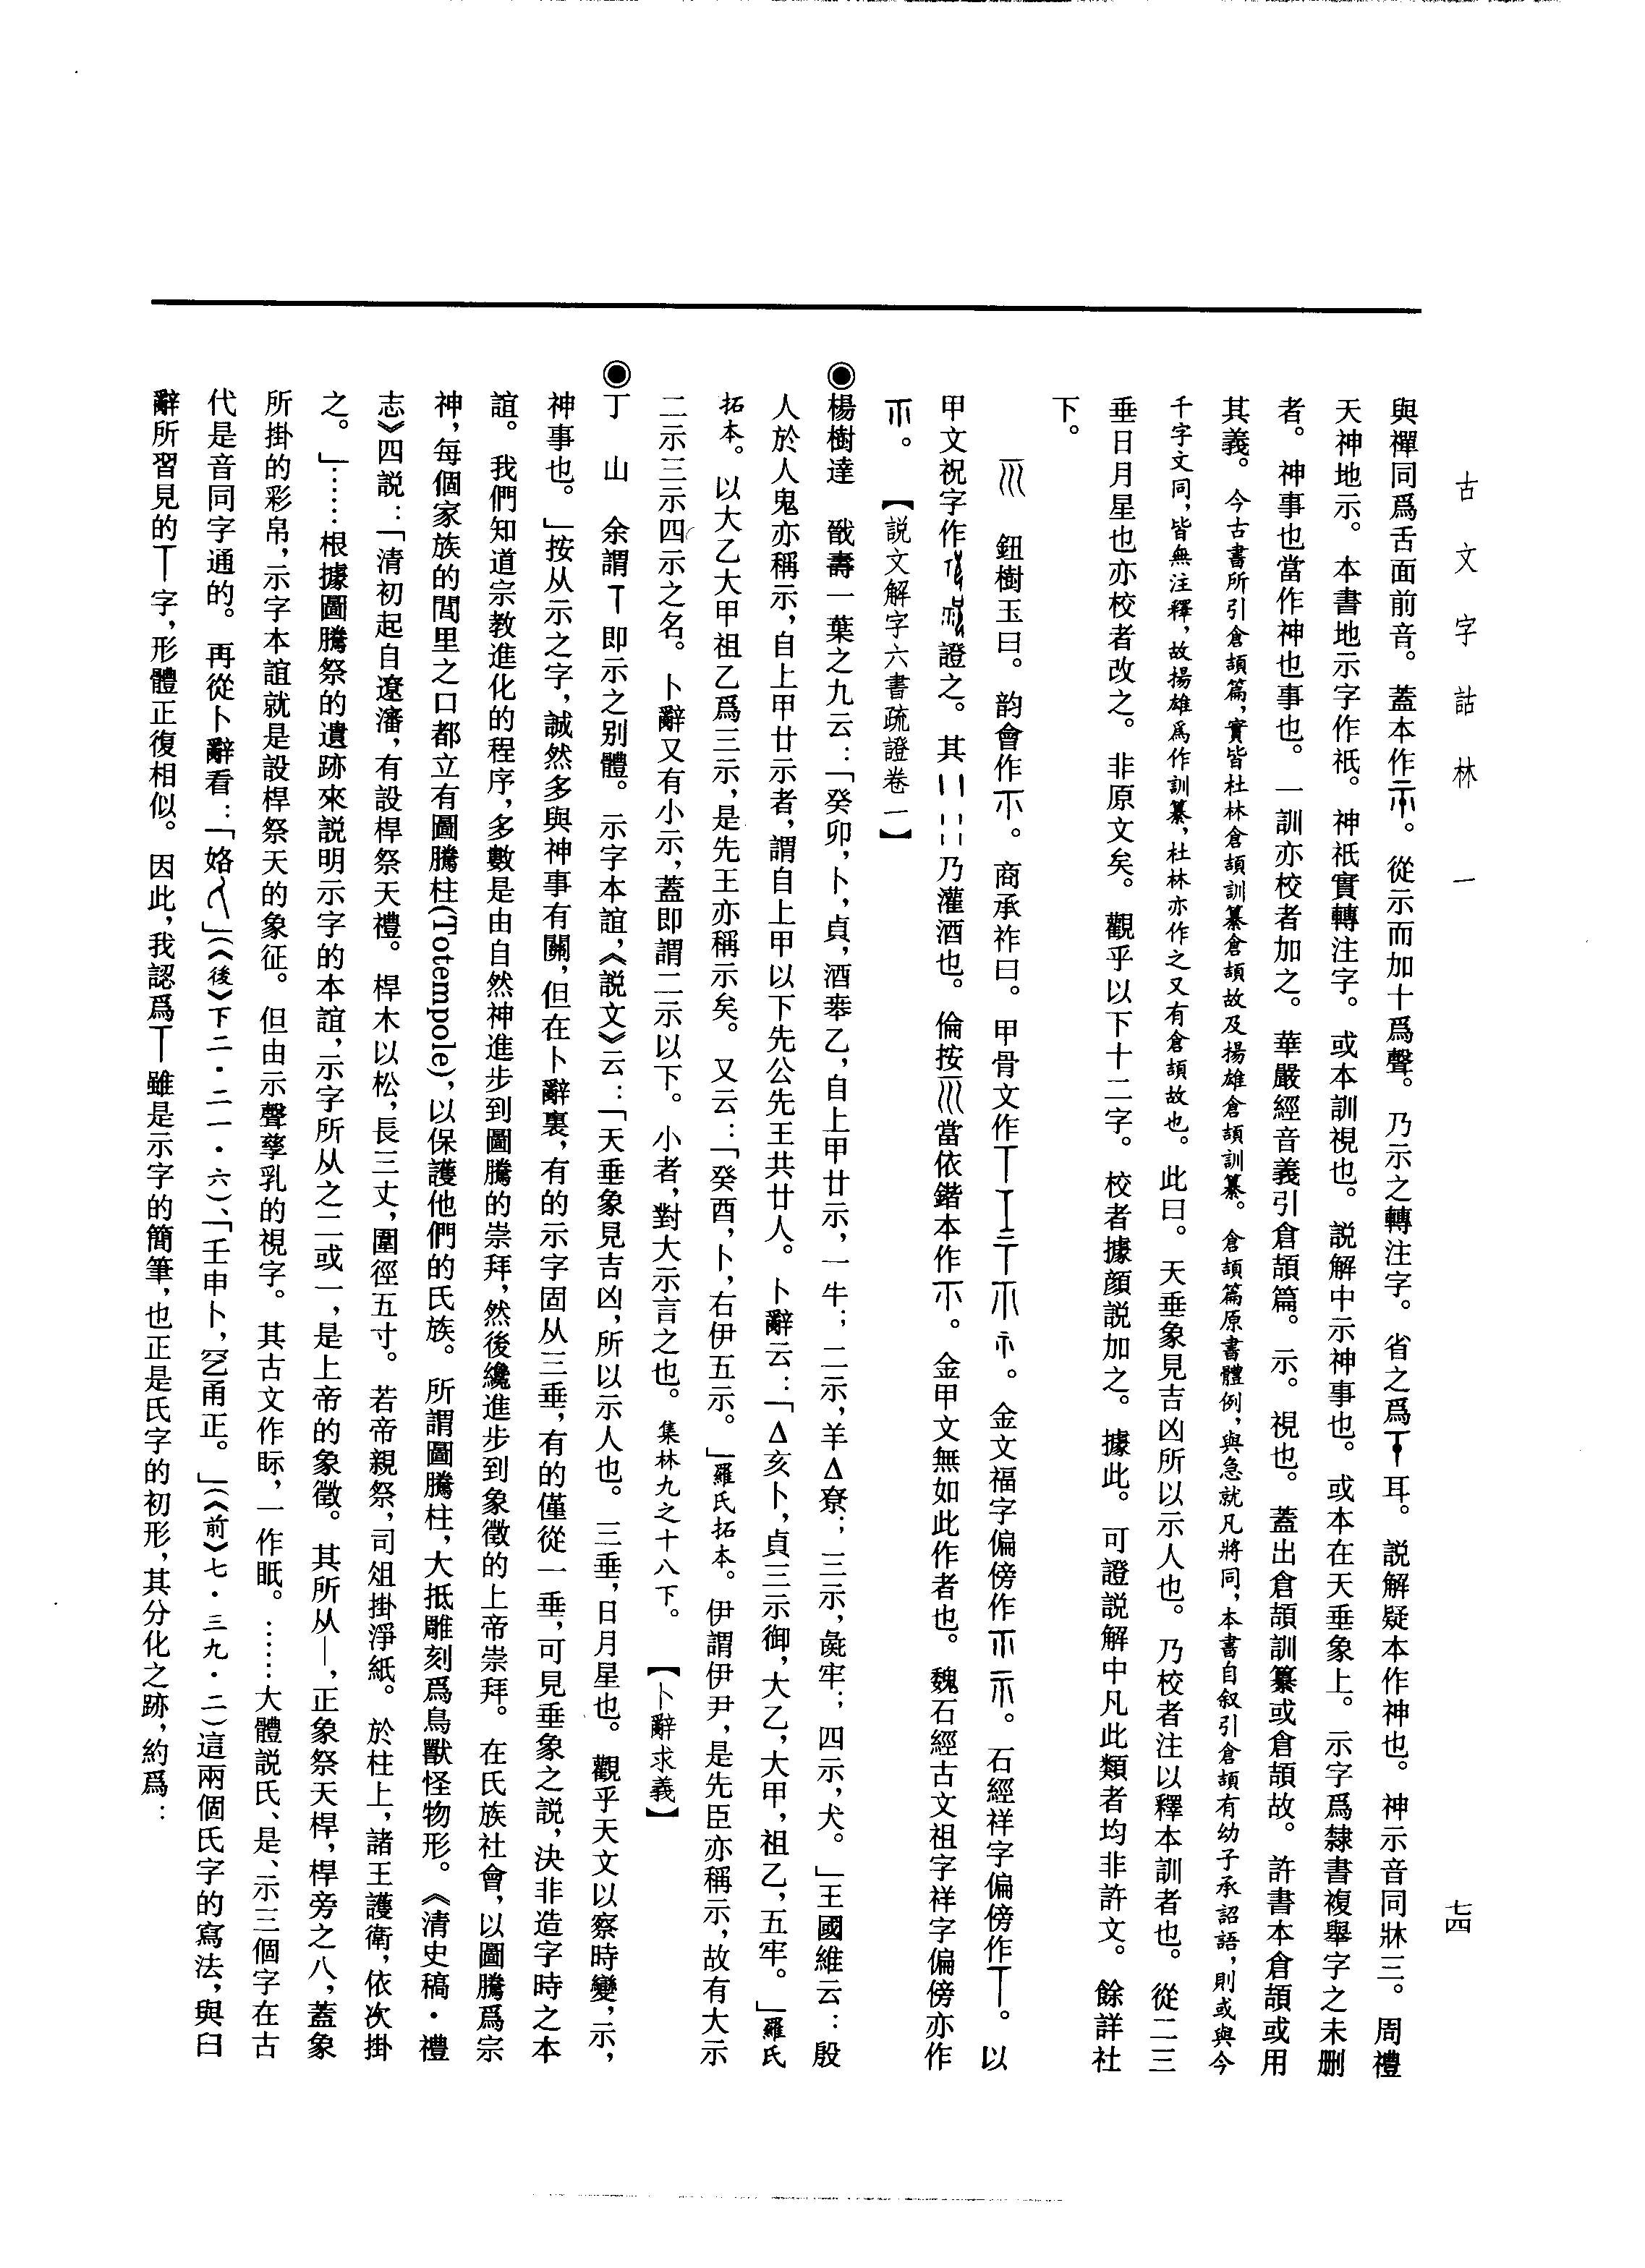 古文字詁林 一
七四
與禪同爲舌面前音。蓋本作。從示而加十爲聲。乃示之轉注字。省之爲耳。説解疑本作神也。神示音同牀三。周禮
天神地示。本書地示字作祇。神祇實轉注字。或本訓視也。説解中示神事也。或本在天垂象上。示字爲隸書複舉字之未删
者。神事也當作神也事也。一訓亦校者加之。華嚴經音義引倉頡篇。示。視也。蓋出倉頡訓纂或倉頡故。許書本倉頡或用
其義。今古書所引倉頡篇,實皆杜林倉頡訓纂倉頡故及揚雄倉頡訓纂。倉頡篇原書體例,與急就凡將同,本書自叙引倉頡有幼子承詔語,則或與今
千字文同,皆無注釋,故揚雄爲作訓纂,杜林亦作之又有倉頡故也。此曰。天垂象見吉凶所以示人也。乃校者注以釋本訓者也。從二三
垂日月星也亦校者改之。非原文矣。觀乎以下十二字。校者據顔説加之。據此。可證説解中凡此類者均非許文。餘詳社
下。
鈕樹玉曰。韵會作。商承祚曰。甲骨文作。金文福字偏傍作。石經祥字偏傍作。以
甲文祝字作證之。其乃灌酒也。倫按當依鍇本作。金甲文無如此作者也。魏石經古文祖字祥字偏傍亦作
。【説文解字六書疏證卷一】
◉楊樹達 戩壽一葉之九云:「癸卯,卜,貞,酒𠦪乙,自上甲廿示,一牛;二示,羊△尞;三示,彘牢;四示,犬。」王國維云:殷
人於人鬼亦稱示,自上甲廿示者,謂自上甲以下先公先王共廿人。卜辭云:「△亥卜,貞三示御,大乙,大甲,祖乙,五牢。」羅氏
拓本。以大乙大甲祖乙爲三示,是先王亦稱示矣。又云:「癸酉,卜,右伊五示。」羅氏拓本。伊謂伊尹,是先臣亦稱示,故有大示
二示三示四示之名。卜辭又有小示,蓋即謂二示以下。小者,對大示言之也。集林九之十八下。【卜辭求義】
◉丁 山 余謂丅即示之别體。示字本誼,《説文》云:「天垂象見吉凶,所以示人也。三垂,日月星也。觀乎天文以察時變,示,
神事也。」按从示之字,誠然多與神事有關,但在卜辭裏,有的示字固从三垂,有的僅從一垂,可見垂象之説,決非造字時之本
誼。我們知道宗教進化的程序,多數是由自然神進步到圖騰的崇拜,然後纔進步到象徵的上帝崇拜。在氏族社會,以圖騰爲宗
神,每個家族的閭里之口都立有圖騰柱(Totempole),以保護他們的氏族。所謂圖騰柱,大抵雕刻爲鳥獸怪物形。《清史稿·禮
志》四説:「清初起自遼瀋,有設桿祭天禮。桿木以松,長三丈,圍徑五寸。若帝親祭,司俎掛淨紙。於柱上,諸王護衛,依次掛
之。」……根據圖騰祭的遺跡來説明示字的本誼,示字所从之二或一,是上帝的象徵。其所从丨,正象祭天桿,桿旁之八,蓋象
所掛的彩帛,示字本誼就是設桿祭天的象征。但由示聲孳乳的視字。其古文作眎,一作眡。……大體説氏、是、示三個字在古
代是音同字通的。再從卜辭看:「姳」(《後》下二·二一·六)、「壬申卜,甬正。」(《前》七·三九·二)這兩個氏字的寫法,與卜
辭所習見的丅字,形體正復相似。因此,我認爲丅雖是示字的簡筆,也正是氏字的初形,其分化之跡,約爲: